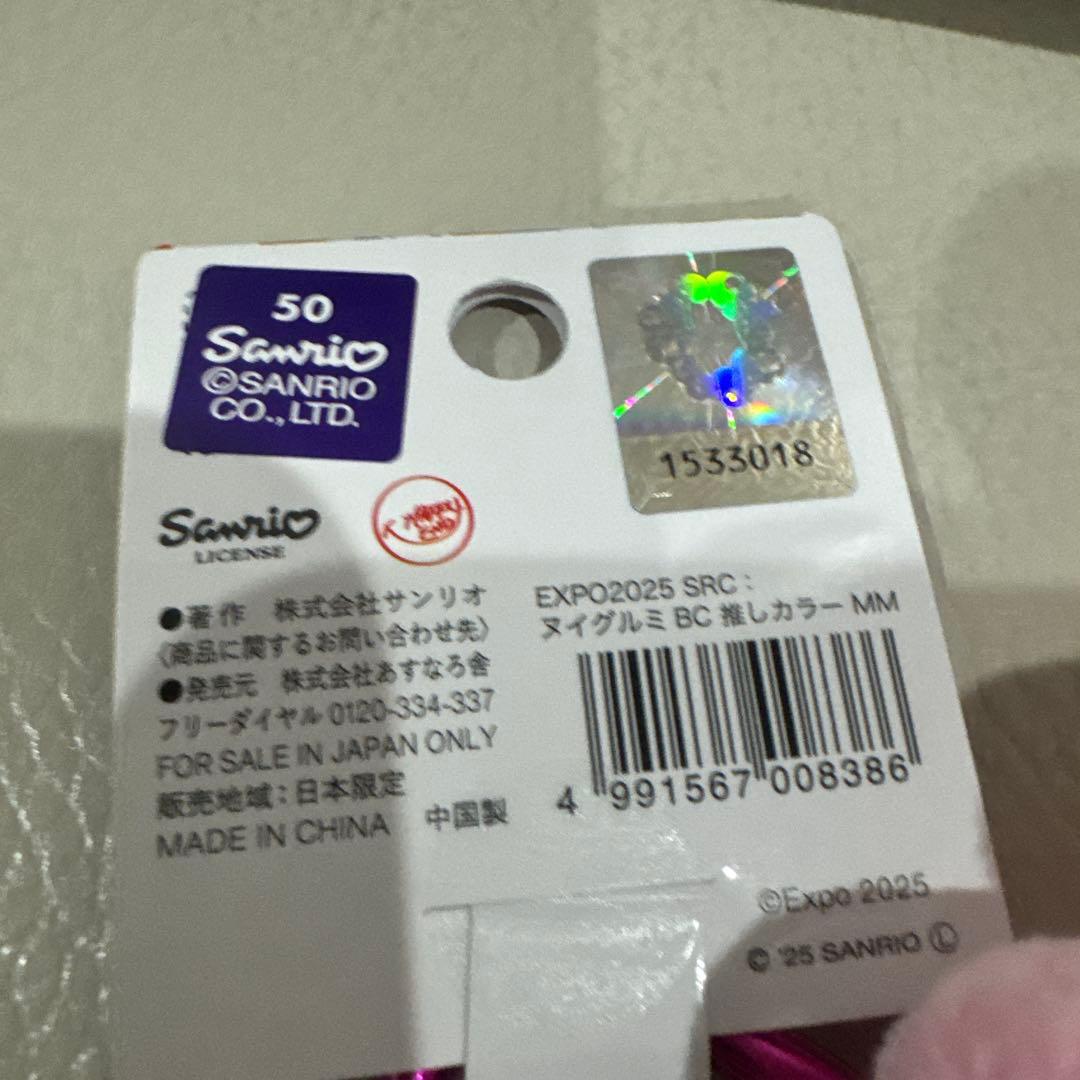 50
Sanrio
©SANRIO
CO., LTD.
1533018
Sanrio
LICENSE
●著作 株式会社サンリオ
〈商品に関するお問い合わせ先〉
●発売元 株式会社あすなろ舎
フリーダイヤル 0120-334-337
FOR SALE IN JAPAN ONLY
販売地域：日本限定
MADE IN CHINA 中国製
EXPO2025 SRC：
ヌイグルミ BC 推しカラー MM
4 991567 008386
©Expo 2025
© '25 SANRIO Ⓛ